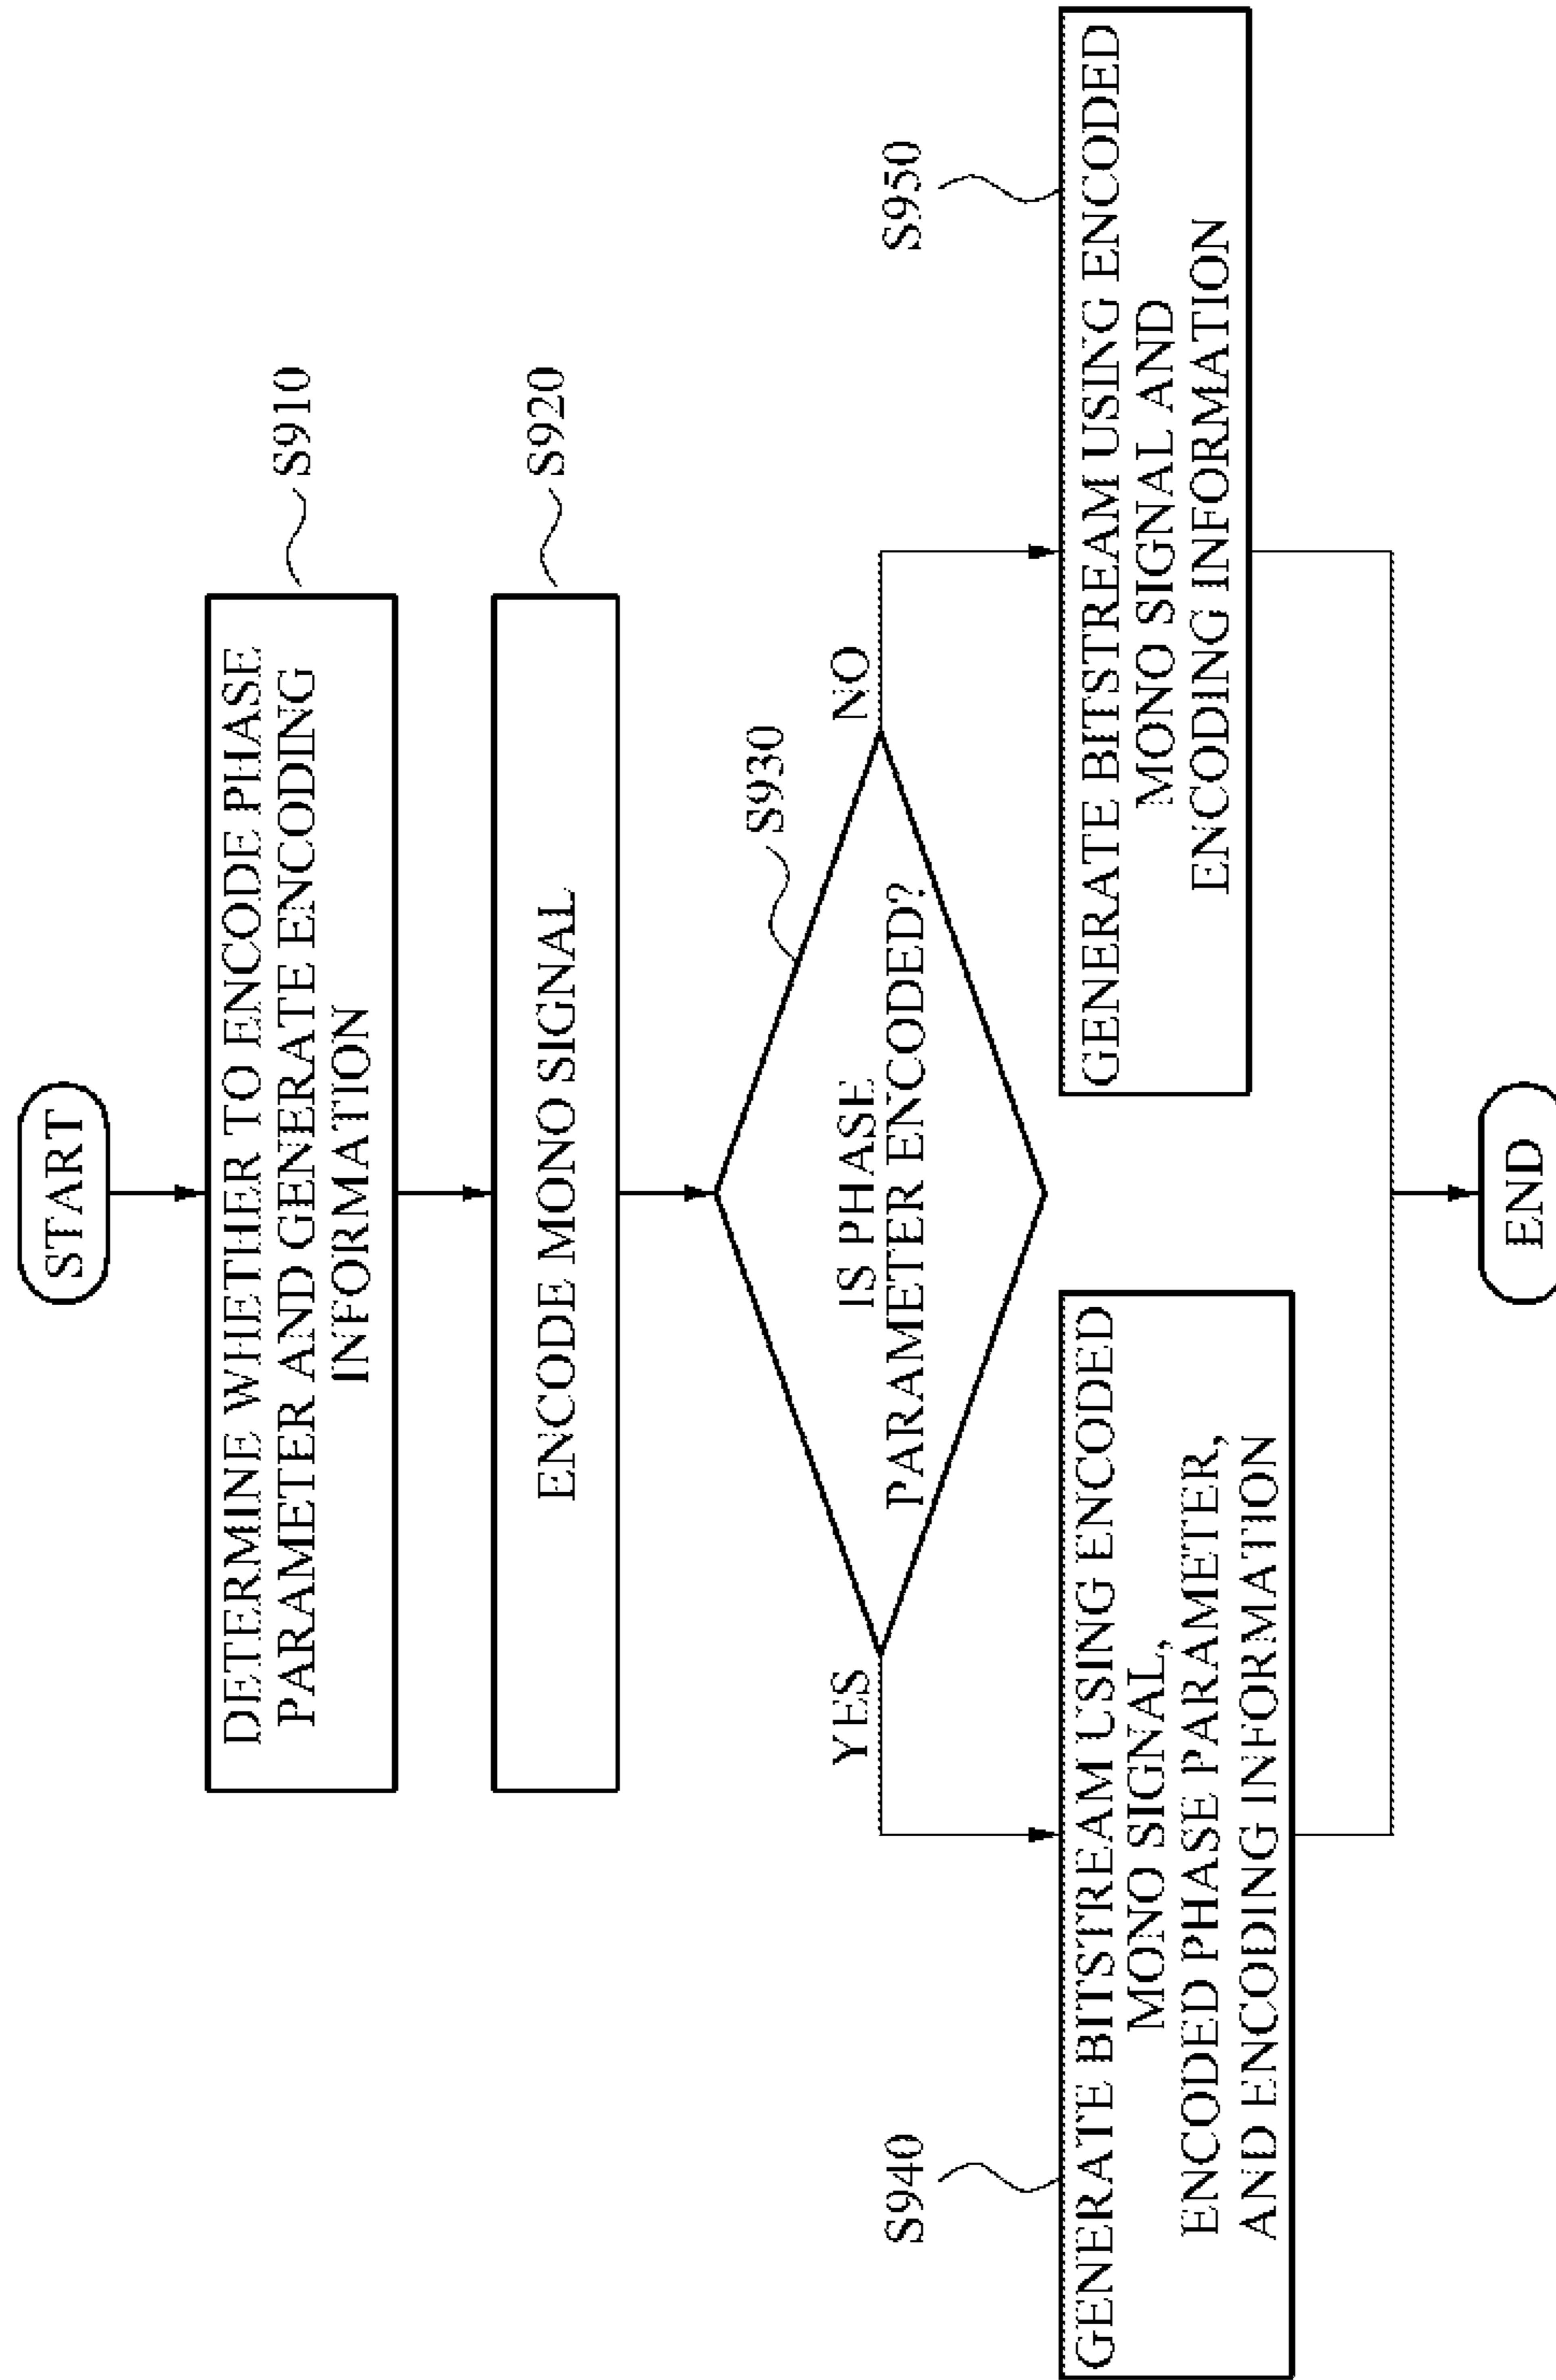 START
DETERMINE WHETHER TO ENCODE PHASE
PARAMETER AND GENERATE ENCODING
INFORMATION
S910
ENCODE MONO SIGNAL
S920
IS PHASE
PARAMETER ENCODED?
S930
YES
NO
S940
GENERATE BITSTREAM USING ENCODED
MONO SIGNAL,
ENCODED PHASE PARAMETER,
AND ENCODING INFORMATION
S950
GENERATE BITSTREAM USING ENCODED
MONO SIGNAL AND
ENCODING INFORMATION
END